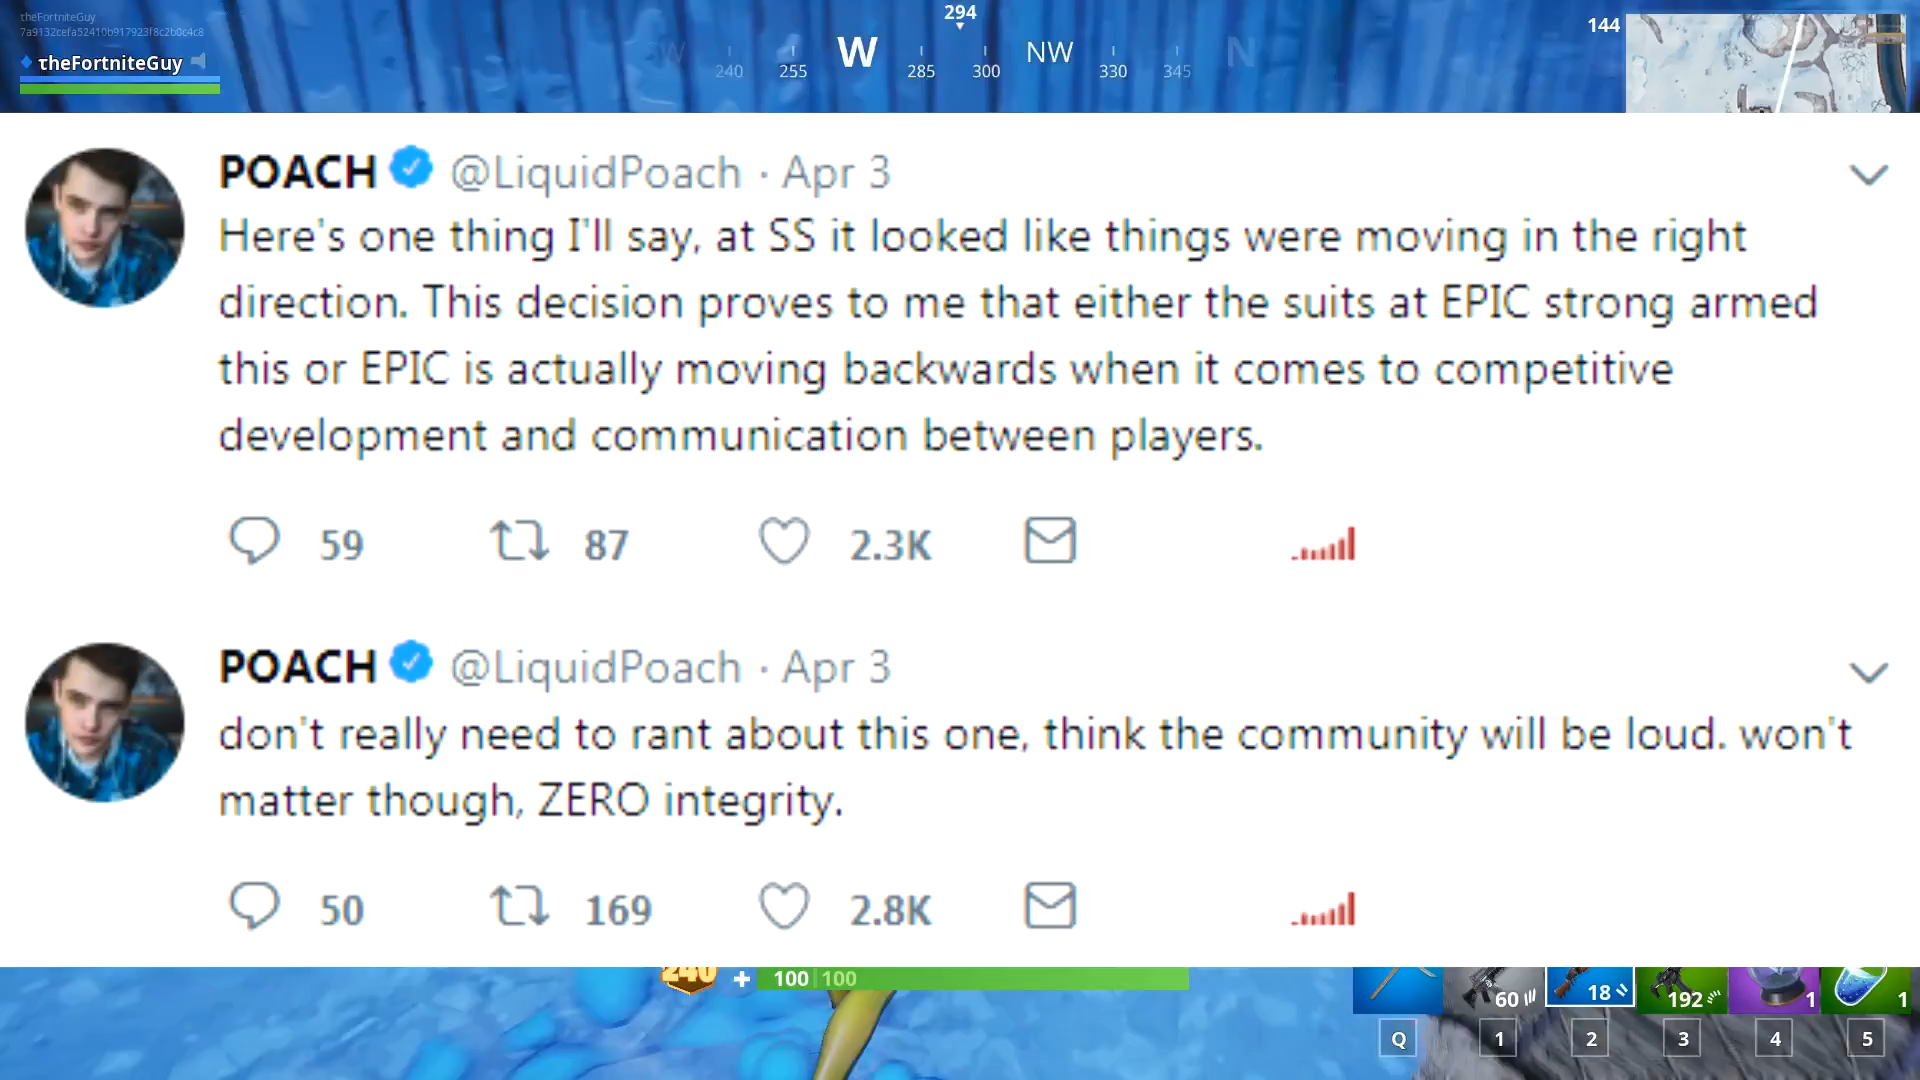 theFortniteGuy
7a9132cefa52410b917923f8c2b0c4c8
theFortniteGuy
294
W 240 255 W 285 300 NW 330 345 N
144
POACH @LiquidPoach · Apr 3
Here's one thing I'll say, at SS it looked like things were moving in the right
direction. This decision proves to me that either the suits at EPIC strong armed
this or EPIC is actually moving backwards when it comes to competitive
development and communication between players.
59 87 2.3K
POACH @LiquidPoach · Apr 3
don't really need to rant about this one, think the community will be loud. won't
matter though, ZERO integrity.
50 169 2.8K
240 + 100 | 100
60 18 192 1 1
Q 1 2 3 4 5